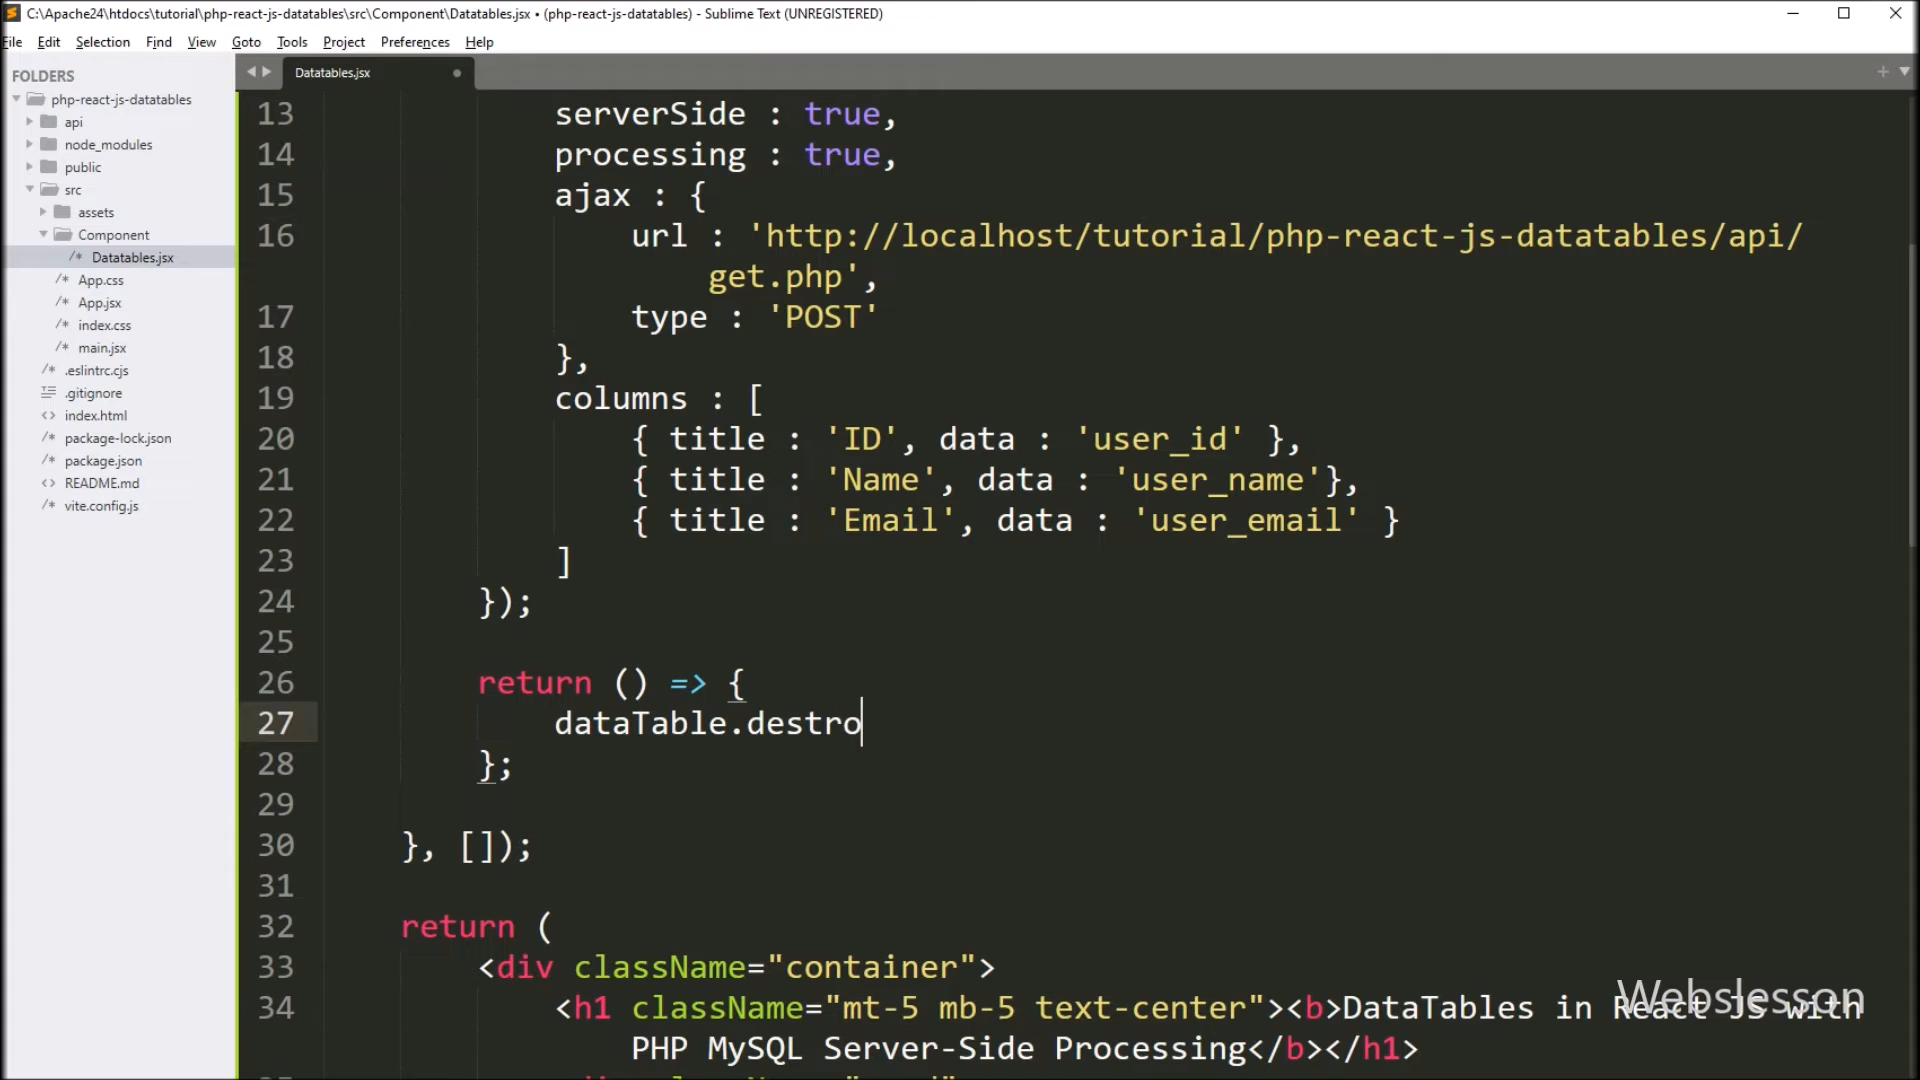 C:\Apache24\htdocs\tutorial\php-react-js-datatables\src\Component\Datatables.jsx • (php-react-js-datatables) - Sublime Text (UNREGISTERED)
File Edit Selection Find View Goto Tools Project Preferences Help
FOLDERS
php-react-js-datatables
api
node_modules
public
src
assets
Component
/* Datatables.jsx
/* App.css
/* App.jsx
/* index.css
/* main.jsx
/* .eslintrc.cjs
.gitignore
<> index.html
/* package-lock.json
/* package.json
<> README.md
/* vite.config.js
Datatables.jsx
13 serverSide : true,
14 processing : true,
15 ajax : {
16 url : 'http://localhost/tutorial/php-react-js-datatables/api/
get.php',
17 type : 'POST'
18 },
19 columns : [
20 { title : 'ID', data : 'user_id' },
21 { title : 'Name', data : 'user_name'},
22 { title : 'Email', data : 'user_email' }
23 ]
24 });
25
26 return () => {
27 dataTable.destro
28 };
29
30 }, []);
31
32 return (
33 <div className="container">
34 <h1 className="mt-5 mb-5 text-center"><b>DataTables in React JS with
PHP MySQL Server-Side Processing</b></h1>
Webslesson